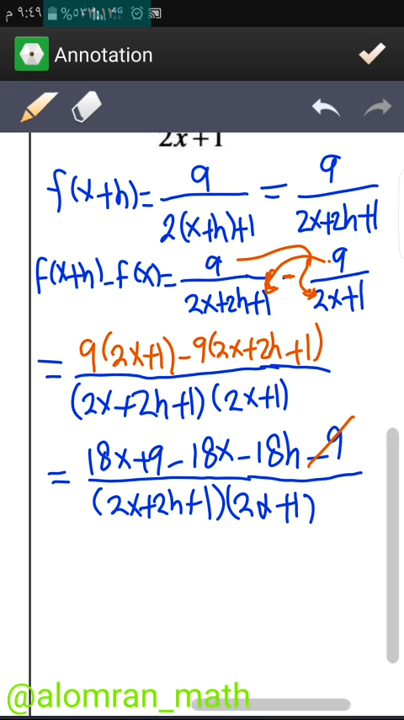 ٩:٤٩ م
Annotation
2x+1
f(x+h)= 9/2(x+h)+1 = 9/2x+2h+1
f(x+h)-f(x)= 9/2x+2h+1 - 9/2x+1
= 9(2x+1)-9(2x+2h+1)/(2x+2h+1)(2x+1)
= 18x+9-18x-18h-9/(2x+2h+1)(2x+1)
@alomran_math